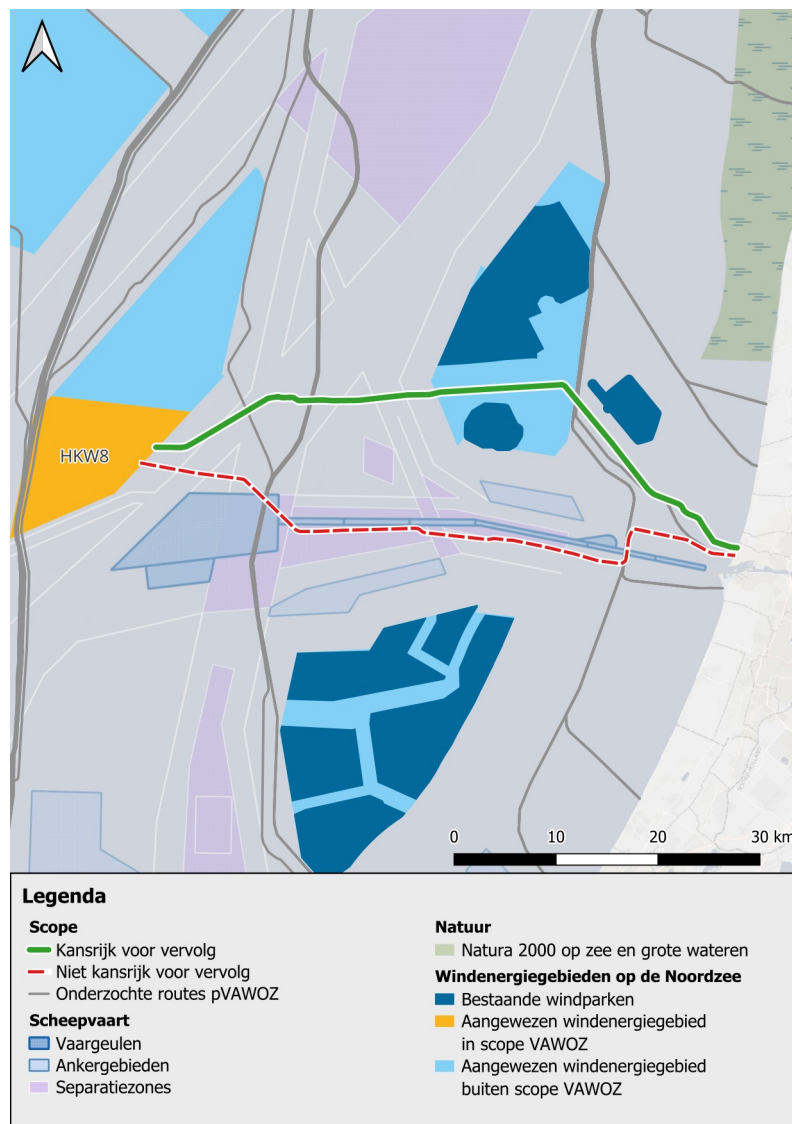 HKW8
0 10 20 30 km
Legenda
Scope
Kansrijk voor vervolg
Niet kansrijk voor vervolg
Onderzochte routes pVAWOZ
Scheepvaart
Vaargeulen
Ankergebieden
Separatiezones
Natuur
Natura 2000 op zee en grote wateren
Windenergiegebieden op de Noordzee
Bestaande windparken
Aangewezen windenergiegebied
in scope VAWOZ
Aangewezen windenergiegebied
buiten scope VAWOZ